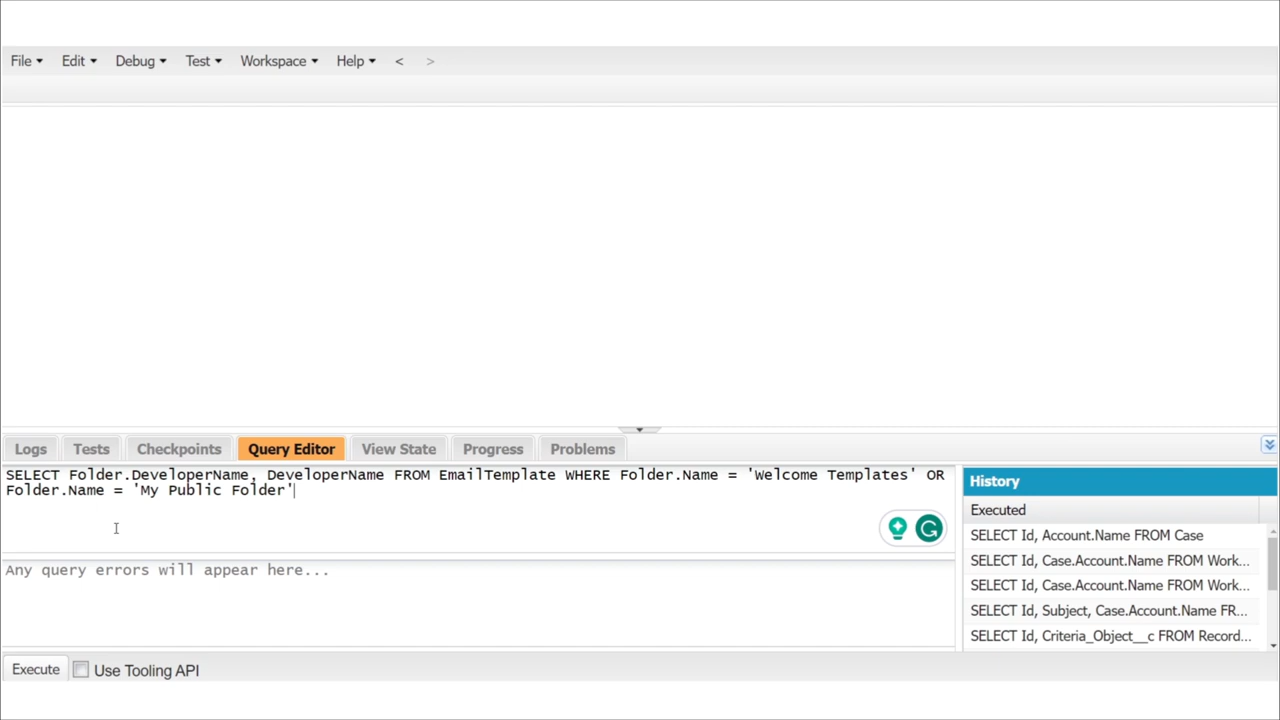 File Edit Debug Test Workspace Help < >
Logs Tests Checkpoints Query Editor View State Progress Problems
SELECT Folder.DeveloperName, DeveloperName FROM EmailTemplate WHERE Folder.Name = 'Welcome Templates' OR
Folder.Name = 'My Public Folder'
Any query errors will appear here...
History
Executed
SELECT Id, Account.Name FROM Case
SELECT Id, Case.Account.Name FROM Work...
SELECT Id, Case.Account.Name FROM Work...
SELECT Id, Subject, Case.Account.Name FR...
SELECT Id, Criteria_Object__c FROM Record...
Execute Use Tooling API